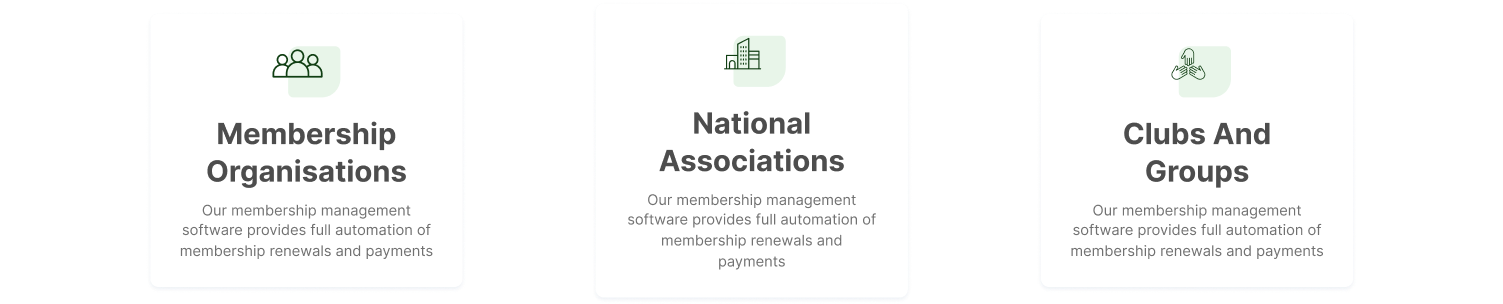 Membership
Organisations
Our membership management
software provides full automation of
membership renewals and payments
National
Associations
Our membership management
software provides full automation of
membership renewals and
payments
Clubs And
Groups
Our membership management
software provides full automation of
membership renewals and payments